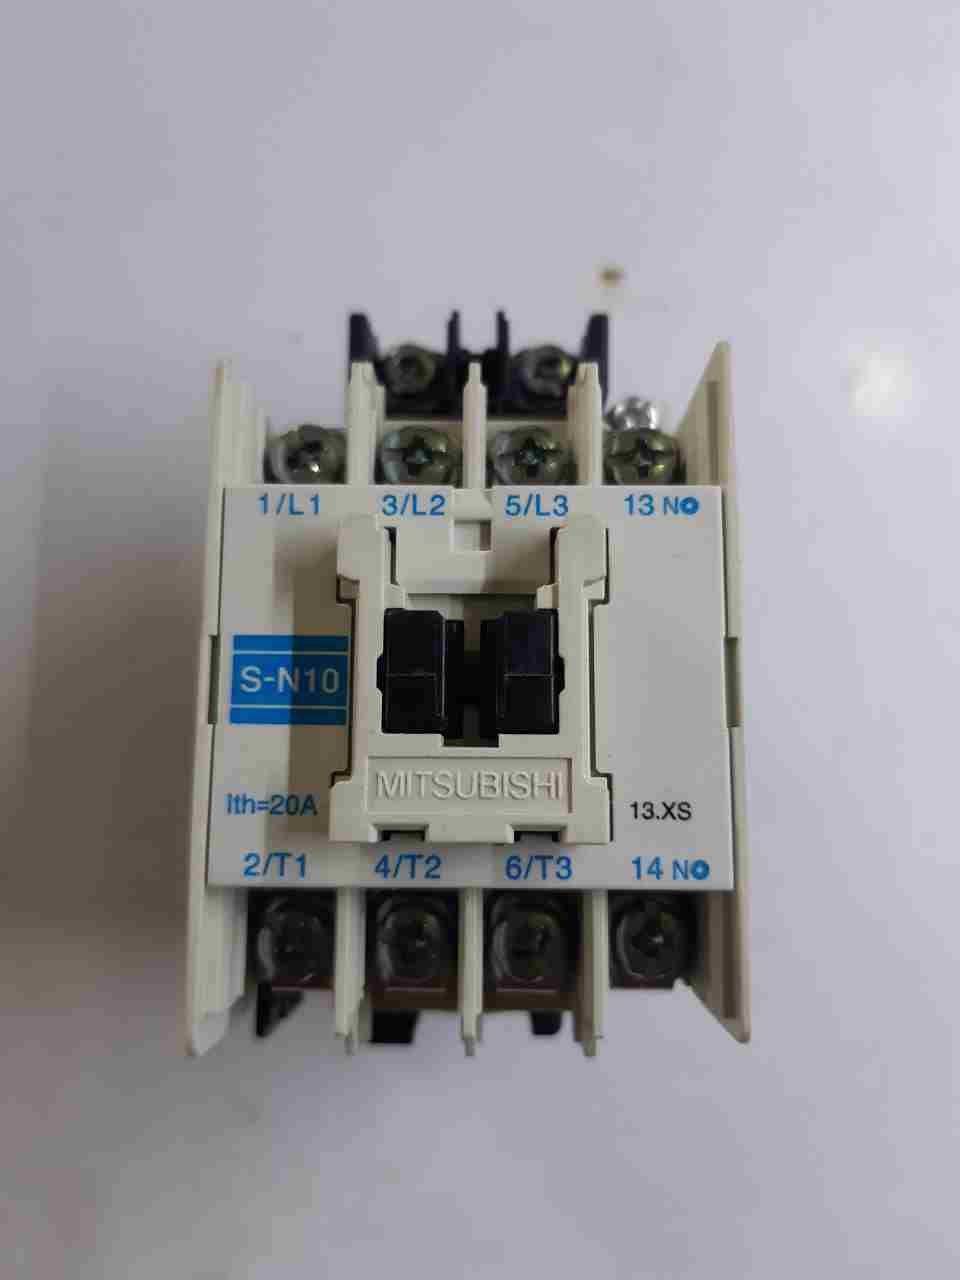 1/L1 3/L2 5/L3 13 NO
S-N10
MITSUBISHI
Ith=20A
13.XS
2/T1 4/T2 6/T3 14 NO